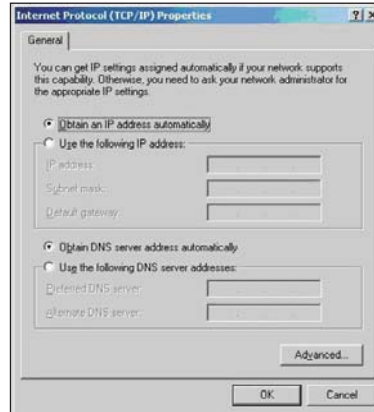 Internet Protocol (TCP/IP) Properties
General
You can get IP settings assigned automatically if your network supports
this capability. Otherwise, you need to ask your network administrator for
the appropriate IP settings.
Obtain an IP address automatically
Use the following IP address:
IP address:
Subnet mask:
Default gateway:
Obtain DNS server address automatically
Use the following DNS server addresses:
Preferred DNS server:
Alternate DNS server:
Advanced...
OK Cancel